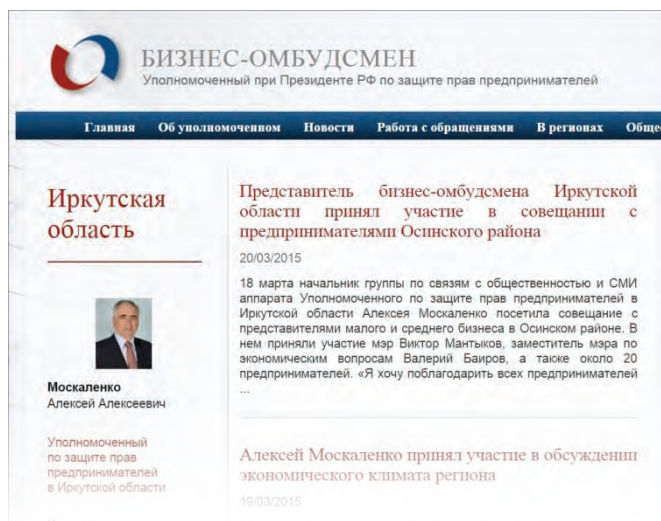 БИЗНЕС-ОМБУДСМЕН
Уполномоченный при Президенте РФ по защите прав предпринимателей
Главная Об уполномоченном Новости Работа с обращениями В регионах
Иркутская
область
Москаленко
Алексей Алексеевич
Уполномоченный
по защите прав
предпринимателей
в Иркутской области
Представитель бизнес-омбудсмена Иркутской
области принял участие в совещании с
предпринимателями Осинского района
20/03/2015
18 марта начальник группы по связям с общественностью и СМИ
аппарата Уполномоченного по защите прав предпринимателей в
Иркутской области Алексея Москаленко посетила совещание с
представителями малого и среднего бизнеса в Осинском районе. В
нем приняли участие мэр Виктор Мантыков, заместитель мэра по
экономическим вопросам Валерий Баиров, а также около 20
предпринимателей. «Я хочу поблагодарить всех предпринимателей
...
Алексей Москаленко принял участие в обсуждении
экономического климата региона
19/03/2015